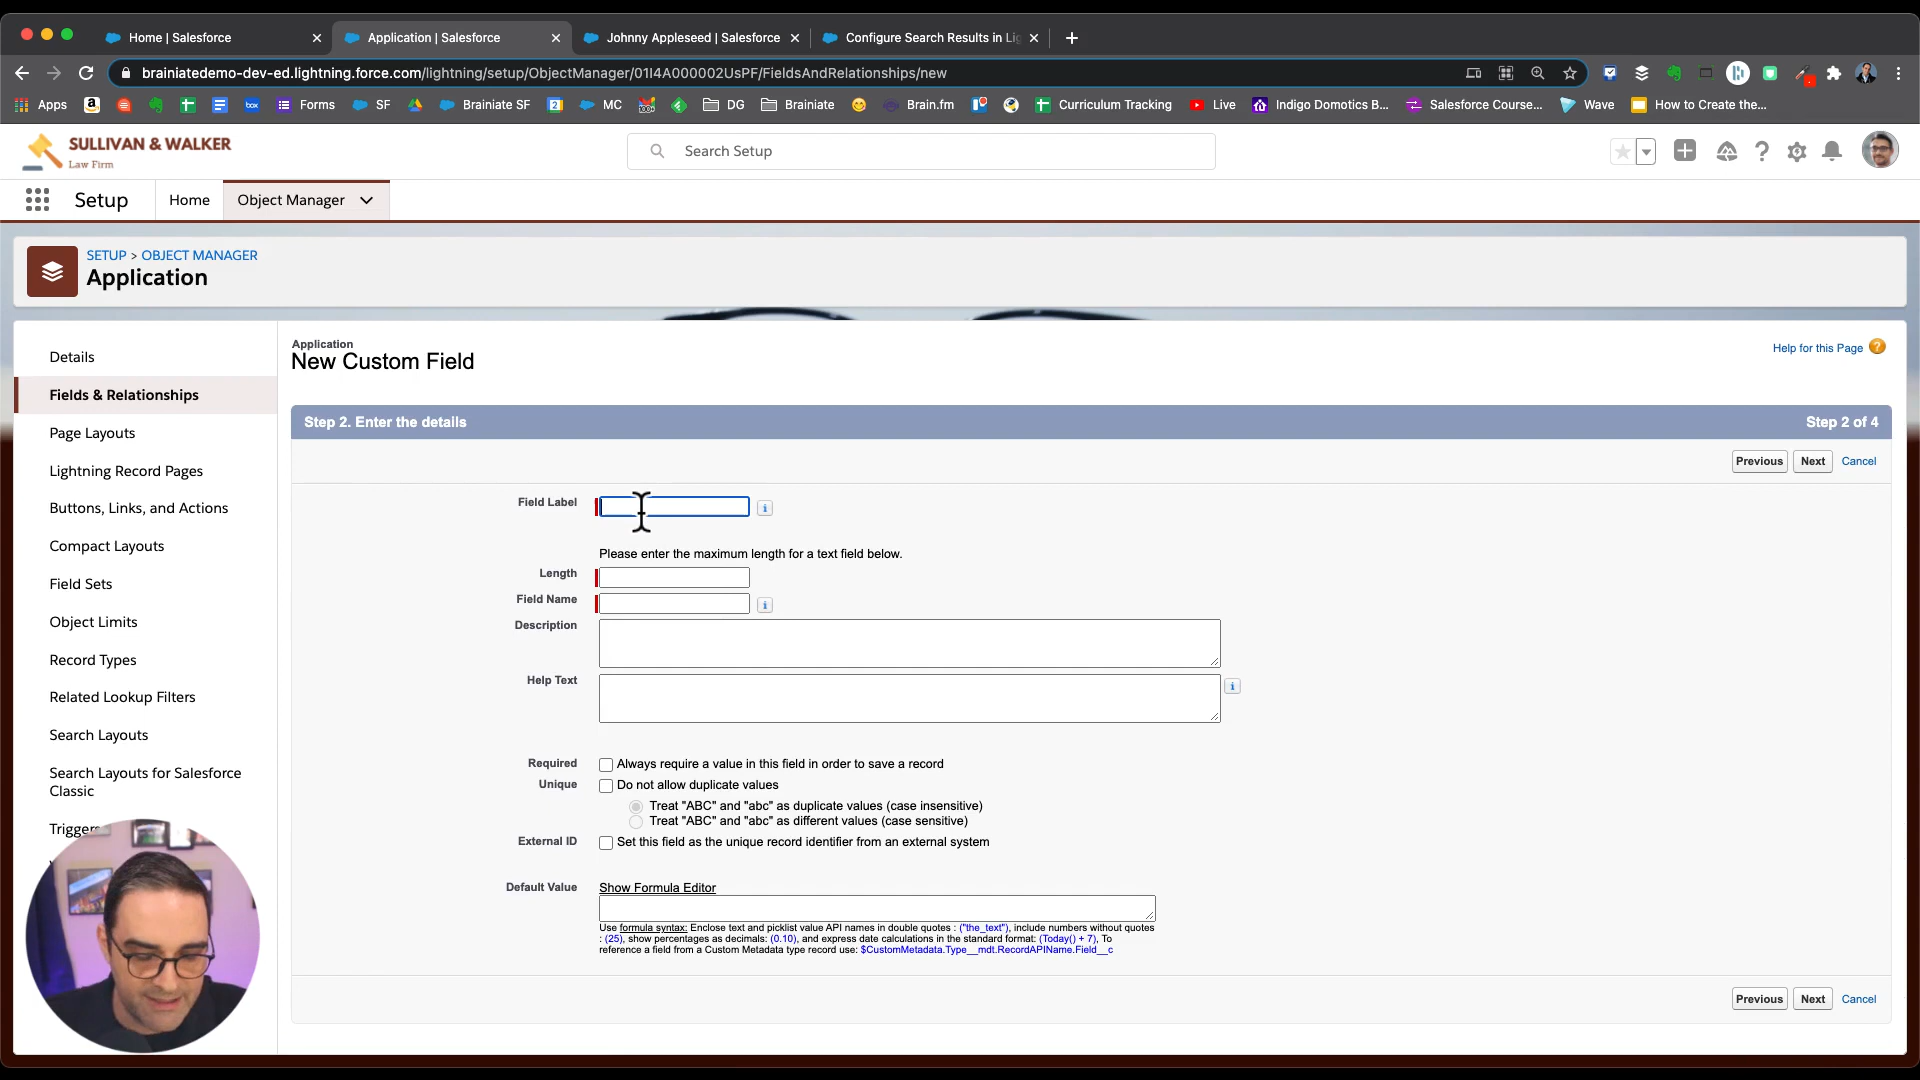 Home | Salesforce
Application | Salesforce
Johnny Appleseed | Salesforce
Configure Search Results in Lig
brainiatedemo-dev-ed.lightning.force.com/lightning/setup/ObjectManager/01I4A000002UsPF/FieldsAndRelationships/new
Apps
box
Forms
SF
Brainiate SF
MC
DG
Brainiate
Brain.fm
Curriculum Tracking
Live
Indigo Domotics B...
Salesforce Course...
Wave
How to Create the...
SULLIVAN & WALKER
Law Firm
Search Setup
Setup
Home
Object Manager
SETUP > OBJECT MANAGER
Application
Details
Fields & Relationships
Page Layouts
Lightning Record Pages
Buttons, Links, and Actions
Compact Layouts
Field Sets
Object Limits
Record Types
Related Lookup Filters
Search Layouts
Search Layouts for Salesforce
Classic
Triggers
Application
New Custom Field
Help for this Page
Step 2. Enter the details
Step 2 of 4
Previous
Next
Cancel
Field Label
Please enter the maximum length for a text field below.
Length
Field Name
Description
Help Text
Required
Always require a value in this field in order to save a record
Unique
Do not allow duplicate values
Treat "ABC" and "abc" as duplicate values (case insensitive)
Treat "ABC" and "abc" as different values (case sensitive)
External ID
Set this field as the unique record identifier from an external system
Default Value
Show Formula Editor
Use formula syntax: Enclose text and picklist value API names in double quotes : ("the_text"), include numbers without quotes
: (25), show percentages as decimals: (0.10), and express date calculations in the standard format: (Today() + 7), To
reference a field from a Custom Metadata type record use: $CustomMetadata.Type__mdt.RecordAPIName.Field__c
Previous
Next
Cancel